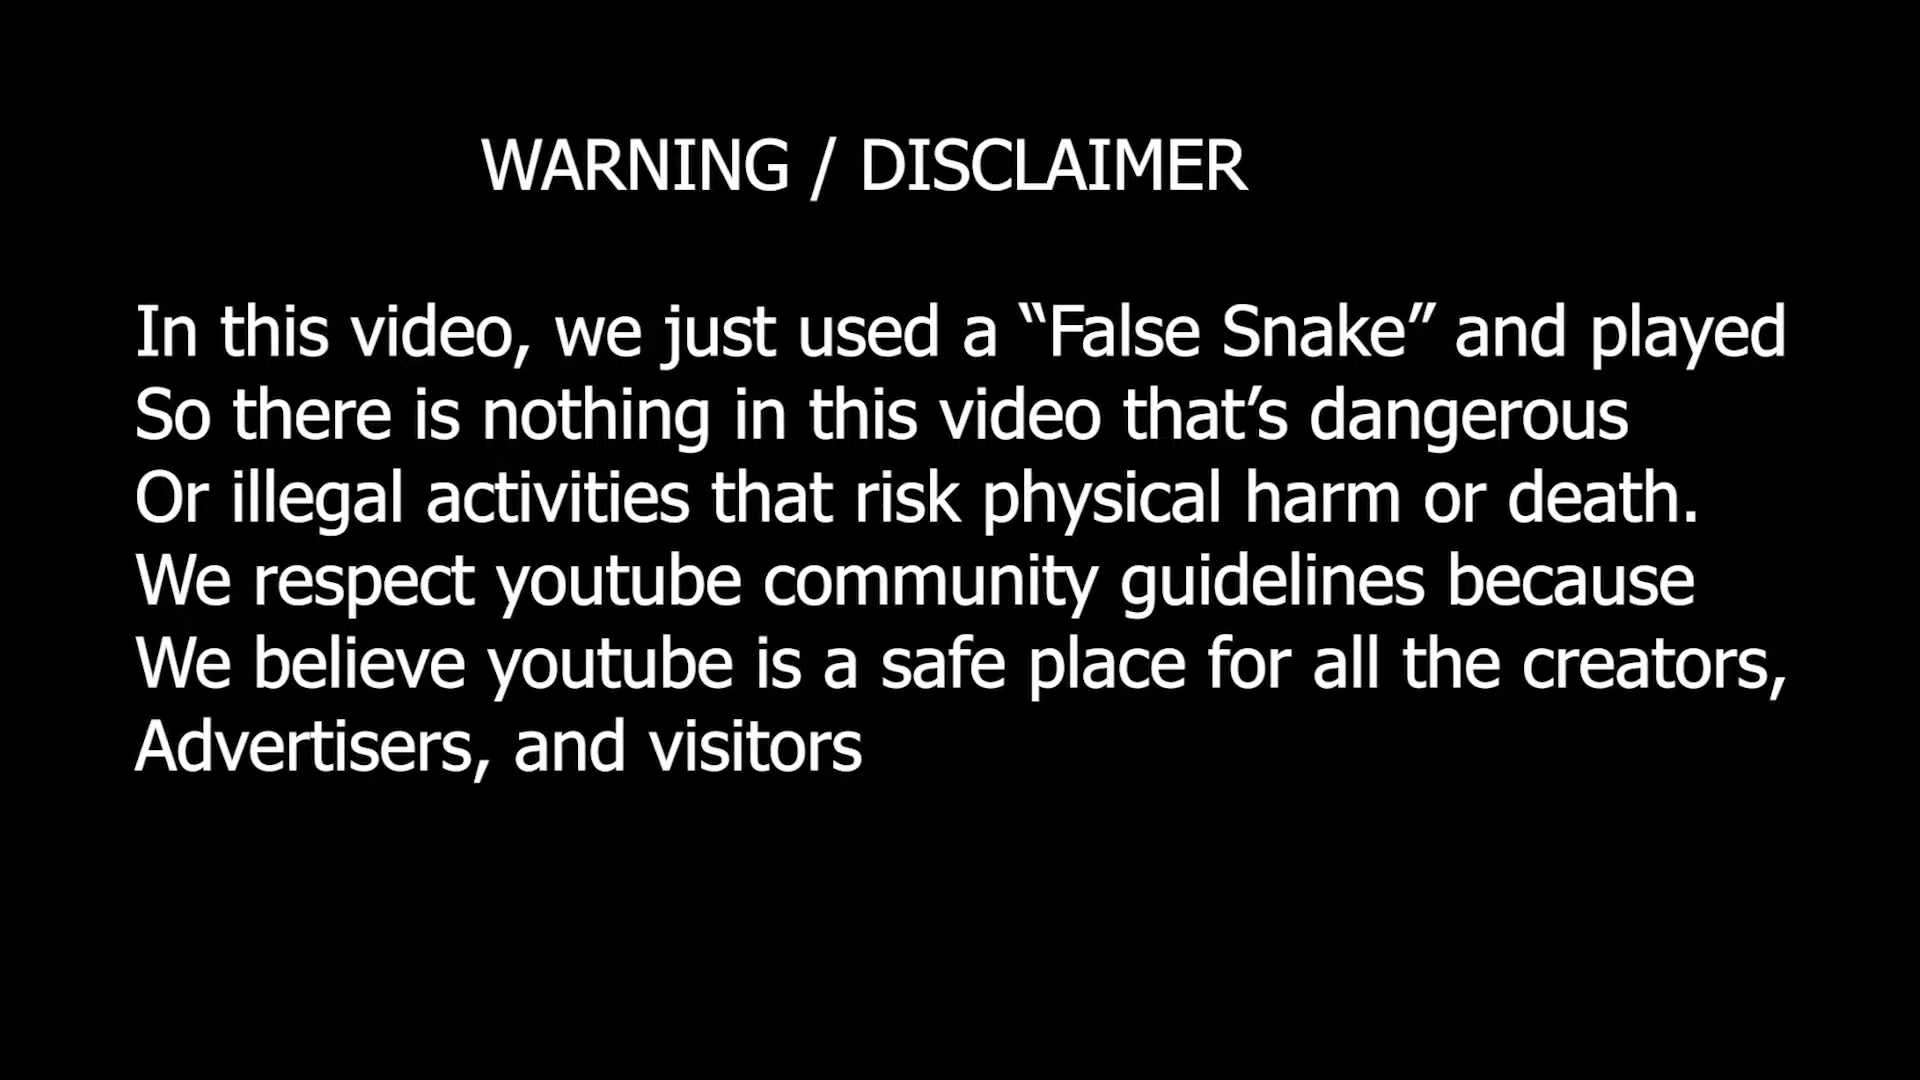 WARNING / DISCLAIMER
In this video, we just used a “False Snake” and played
So there is nothing in this video that’s dangerous
Or illegal activities that risk physical harm or death.
We respect youtube community guidelines because
We believe youtube is a safe place for all the creators,
Advertisers, and visitors